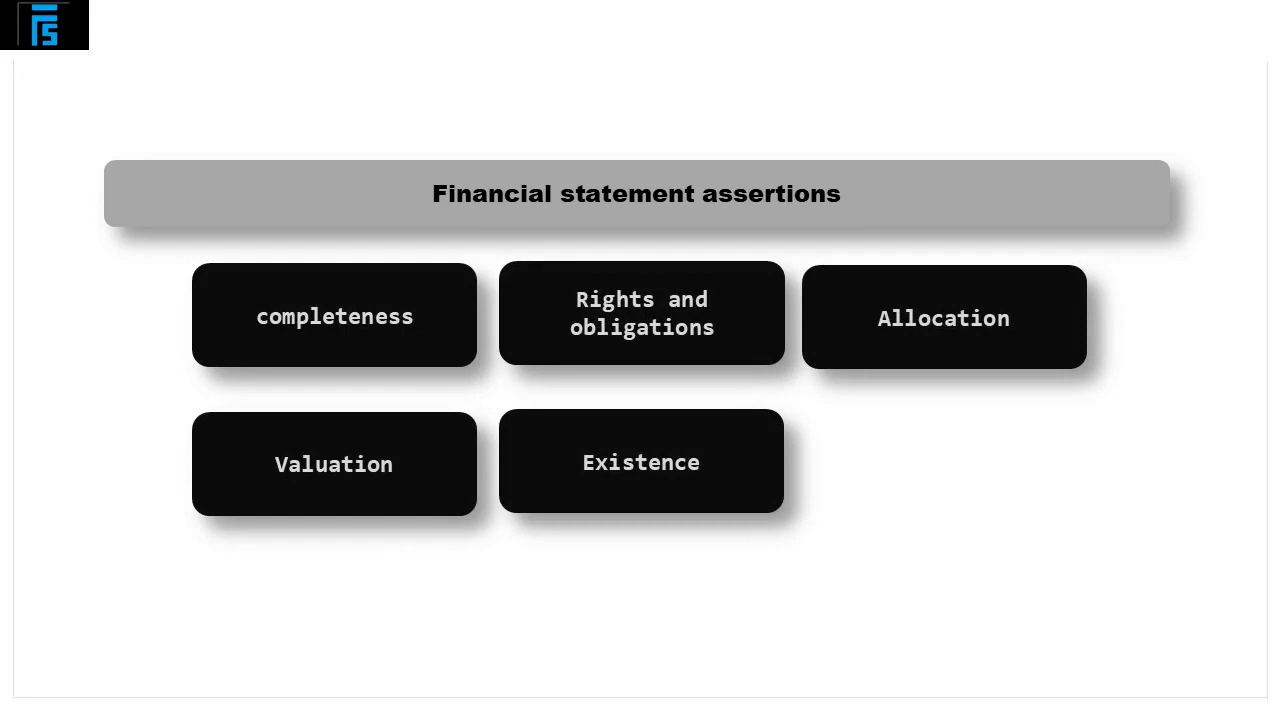 Financial statement assertions
completeness
Rights and
obligations
Allocation
Valuation
Existence